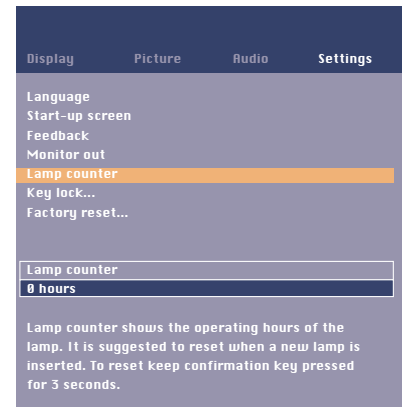 Display Picture Audio Settings
Language
Start-up screen
Feedback
Monitor out
Lamp counter
Key lock...
Factory reset...
Lamp counter
0 hours
Lamp counter shows the operating hours of the
lamp. It is suggested to reset when a new lamp is
inserted. To reset keep confirmation key pressed
for 3 seconds.